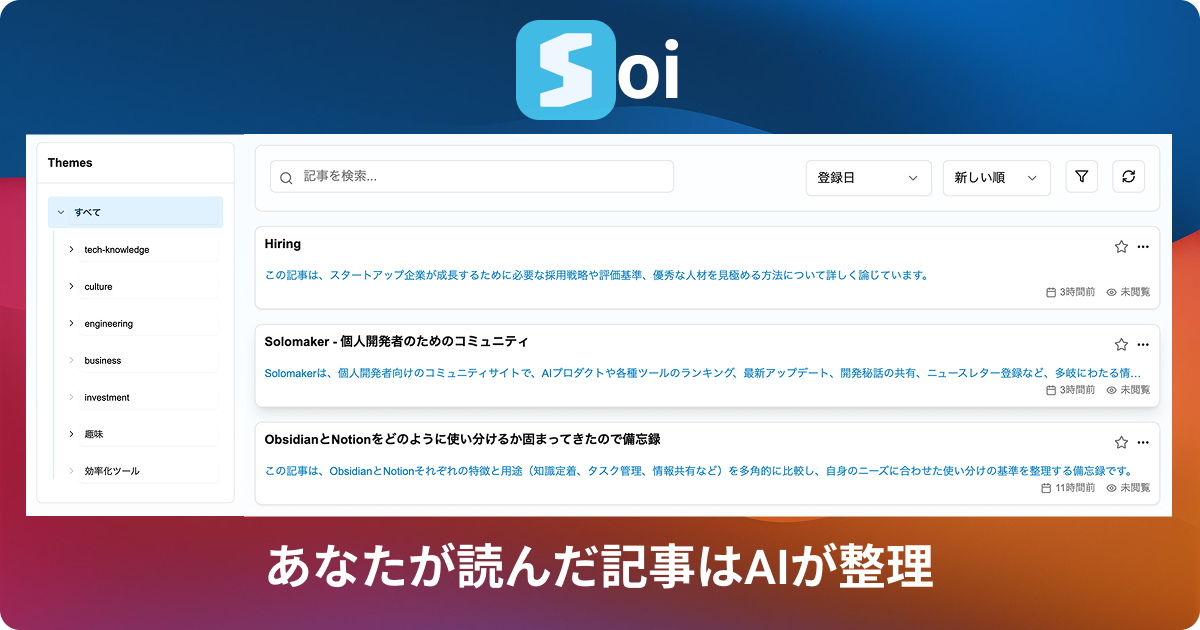 Soi
Themes
すべて
tech-knowledge
culture
engineering
business
investment
趣味
効率化ツール
記事を検索...
登録日
新しい順
Hiring
この記事は、スタートアップ企業が成長するために必要な採用戦略や評価基準、優秀な人材を見極める方法について詳しく論じています。
3時間前 未閲覧
Solomaker - 個人開発者のためのコミュニティ
Solomakerは、個人開発者向けのコミュニティサイトで、AIプロダクトや各種ツールのランキング、最新アップデート、開発秘話の共有、ニュースレター登録など、多岐にわたる情...
3時間前 未閲覧
ObsidianとNotionをどのように使い分けるか固まってきたので備忘録
この記事は、ObsidianとNotionそれぞれの特徴と用途（知識定着、タスク管理、情報共有など）を多角的に比較し、自身のニーズに合わせた使い分けの基準を整理する備忘録です。
11時間前 未閲覧
あなたが読んだ記事はAIが整理